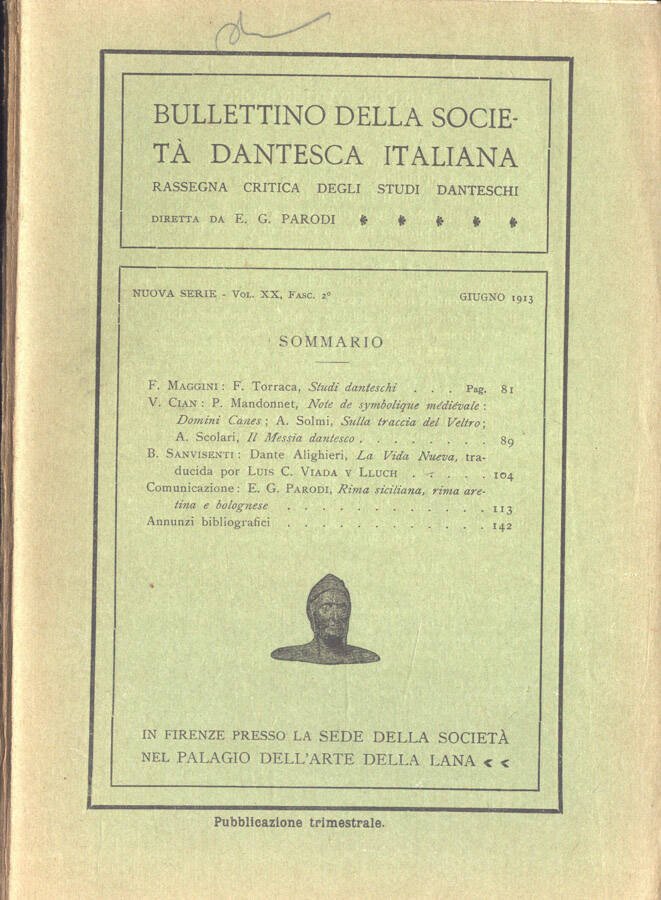 BULLETTINO DELLA SOCIE-
TÀ DANTESCA ITALIANA
RASSEGNA CRITICA DEGLI STUDI DANTESCHI
DIRETTA DA E. G. PARODI
NUOVA SERIE - VOL. XX, FASC. 2º GIUGNO 1913
SOMMARIO
F. MAGGINI: F. Torraca, Studi danteschi . . . Pag. 81
V. CIAN: P. Mandonnet, Note de symbolique médiévale:
Domini Canes; A. Solmi, Sulla traccia del Veltro;
A. Scolari, Il Messia dantesco . . . . . . . . 89
B. SANVISENTI: Dante Alighieri, La Vida Nueva, tra-
ducida por LUIS C. VIADA Y LLUCH . . . . . 104
Comunicazione: E. G. PARODI, Rima siciliana, rima are-
tina e bolognese . . . . . . . . . . . . 113
Annunzi bibliografici . . . . . . . . . . . . 142
IN FIRENZE PRESSO LA SEDE DELLA SOCIETÀ
NEL PALAGIO DELL'ARTE DELLA LANA
Pubblicazione trimestrale.